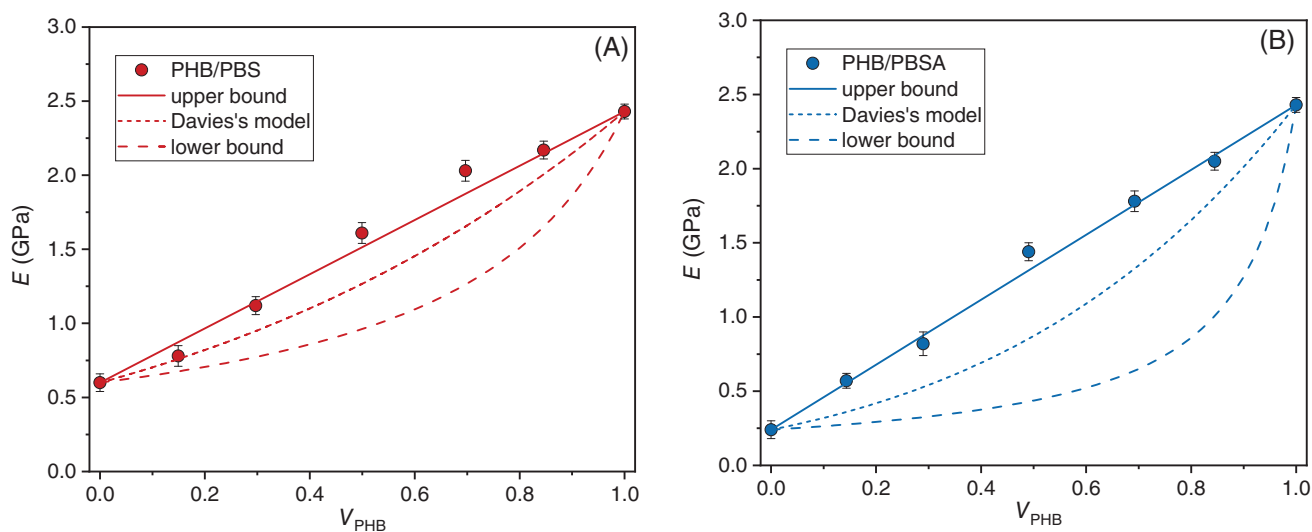 (A)
PHB/PBS
upper bound
Davies's model
lower bound
3.0
2.5
2.0
1.5
1.0
0.5
0.0
E (GPa)
0.0 0.2 0.4 0.6 0.8 1.0
VPHB
(B)
PHB/PBSA
upper bound
Davies's model
lower bound
3.0
2.5
2.0
1.5
1.0
0.5
0.0
E (GPa)
0.0 0.2 0.4 0.6 0.8 1.0
VPHB